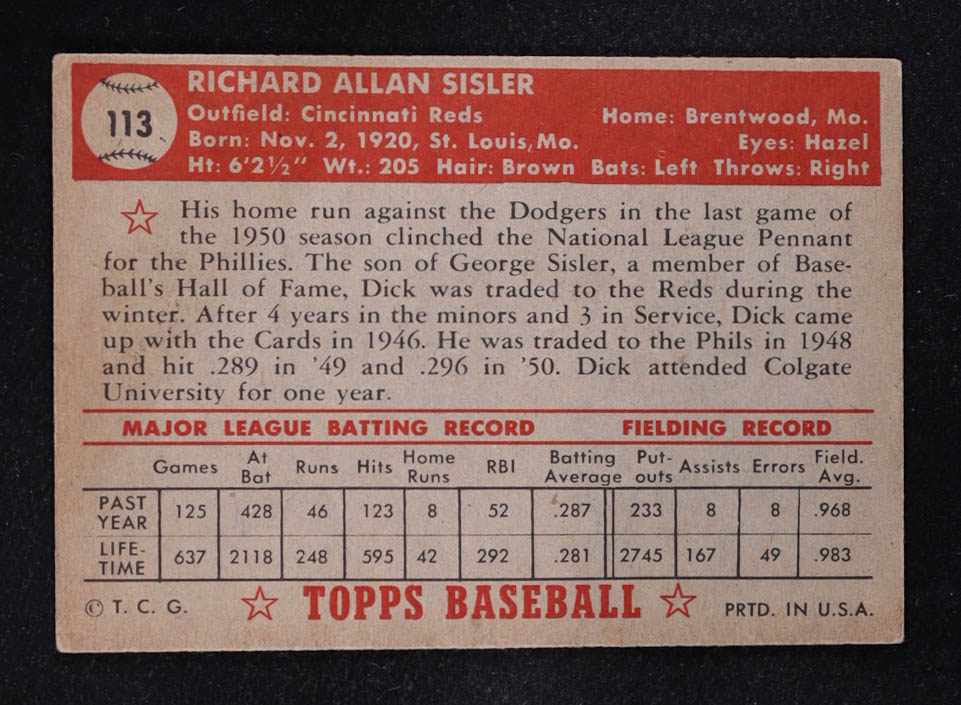 113
RICHARD ALLAN SISLER
Outfield: Cincinnati Reds Home: Brentwood, Mo.
Born: Nov. 2, 1920, St. Louis, Mo. Eyes: Hazel
Ht: 6'2½" Wt.: 205 Hair: Brown Bats: Left Throws: Right
His home run against the Dodgers in the last game of
the 1950 season clinched the National League Pennant
for the Phillies. The son of George Sisler, a member of Base-
ball's Hall of Fame, Dick was traded to the Reds during the
winter. After 4 years in the minors and 3 in Service, Dick came
up with the Cards in 1946. He was traded to the Phils in 1948
and hit .289 in '49 and .296 in '50. Dick attended Colgate
University for one year.
MAJOR LEAGUE BATTING RECORD FIELDING RECORD
Games At Bat Runs Hits Home Runs RBI Batting Average Put-outs Assists Errors Field. Avg.
PAST YEAR 125 428 46 123 8 52 .287 233 8 8 .968
LIFE-TIME 637 2118 248 595 42 292 .281 2745 167 49 .983
© T. C. G. TOPPS BASEBALL PRTD. IN U.S.A.